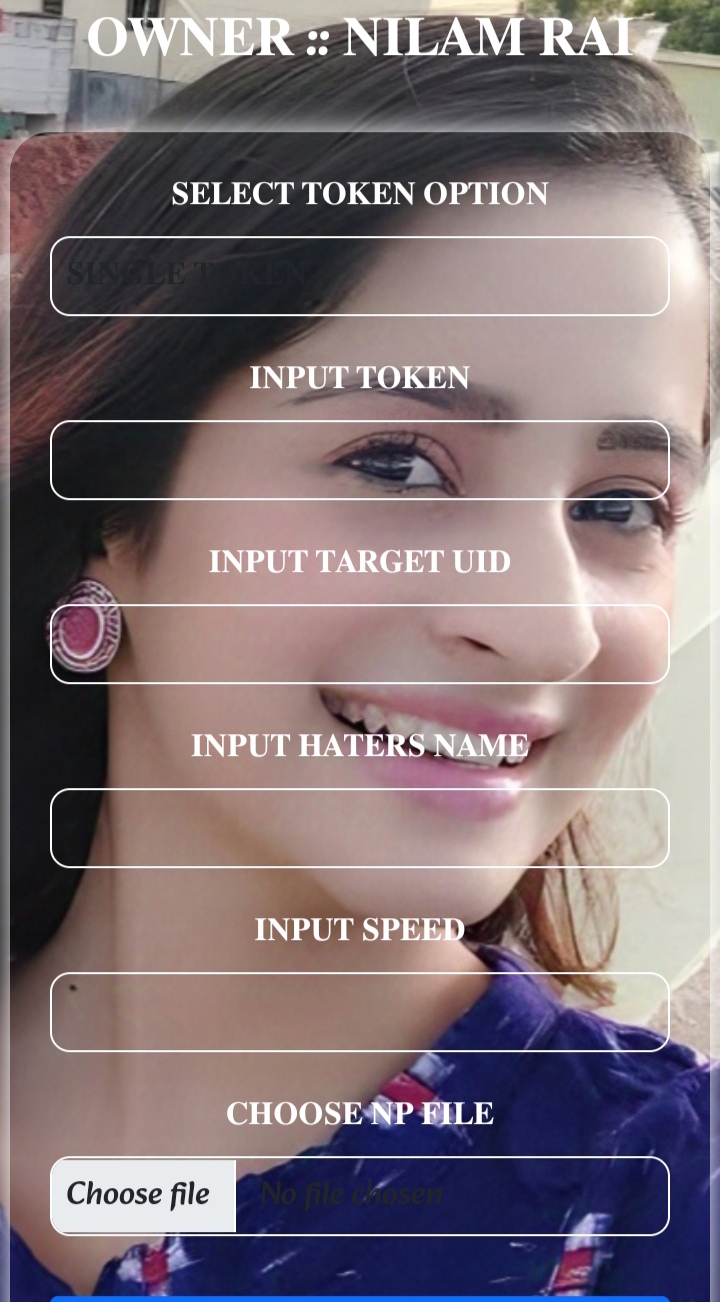 OWNER :: NILAM RAI
SELECT TOKEN OPTION
SINGLE TOKEN
INPUT TOKEN
INPUT TARGET UID
INPUT HATERS NAME
INPUT SPEED
CHOOSE NP FILE
Choose file No file chosen